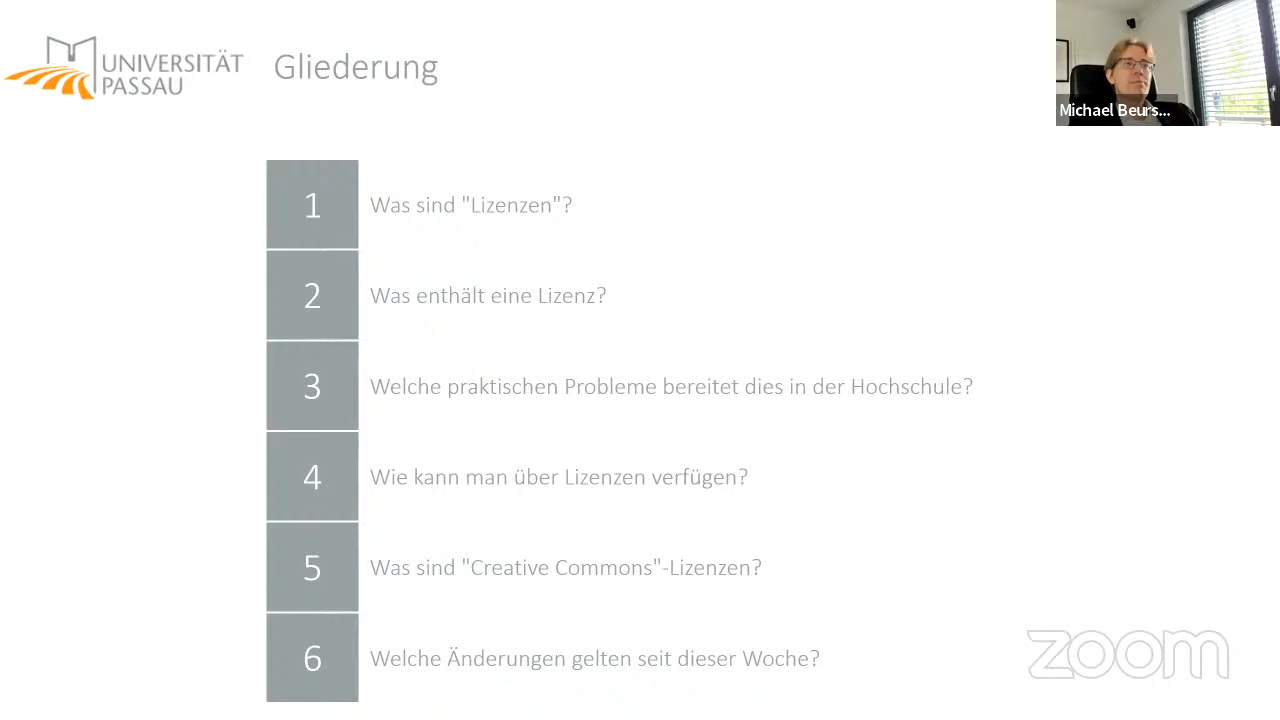 UNIVERSITÄT
PASSAU
Gliederung
Michael Beurs...
1
Was sind "Lizenzen"?
2
Was enthält eine Lizenz?
3
Welche praktischen Probleme bereitet dies in der Hochschule?
4
Wie kann man über Lizenzen verfügen?
5
Was sind "Creative Commons"-Lizenzen?
6
Welche Änderungen gelten seit dieser Woche?
zoom